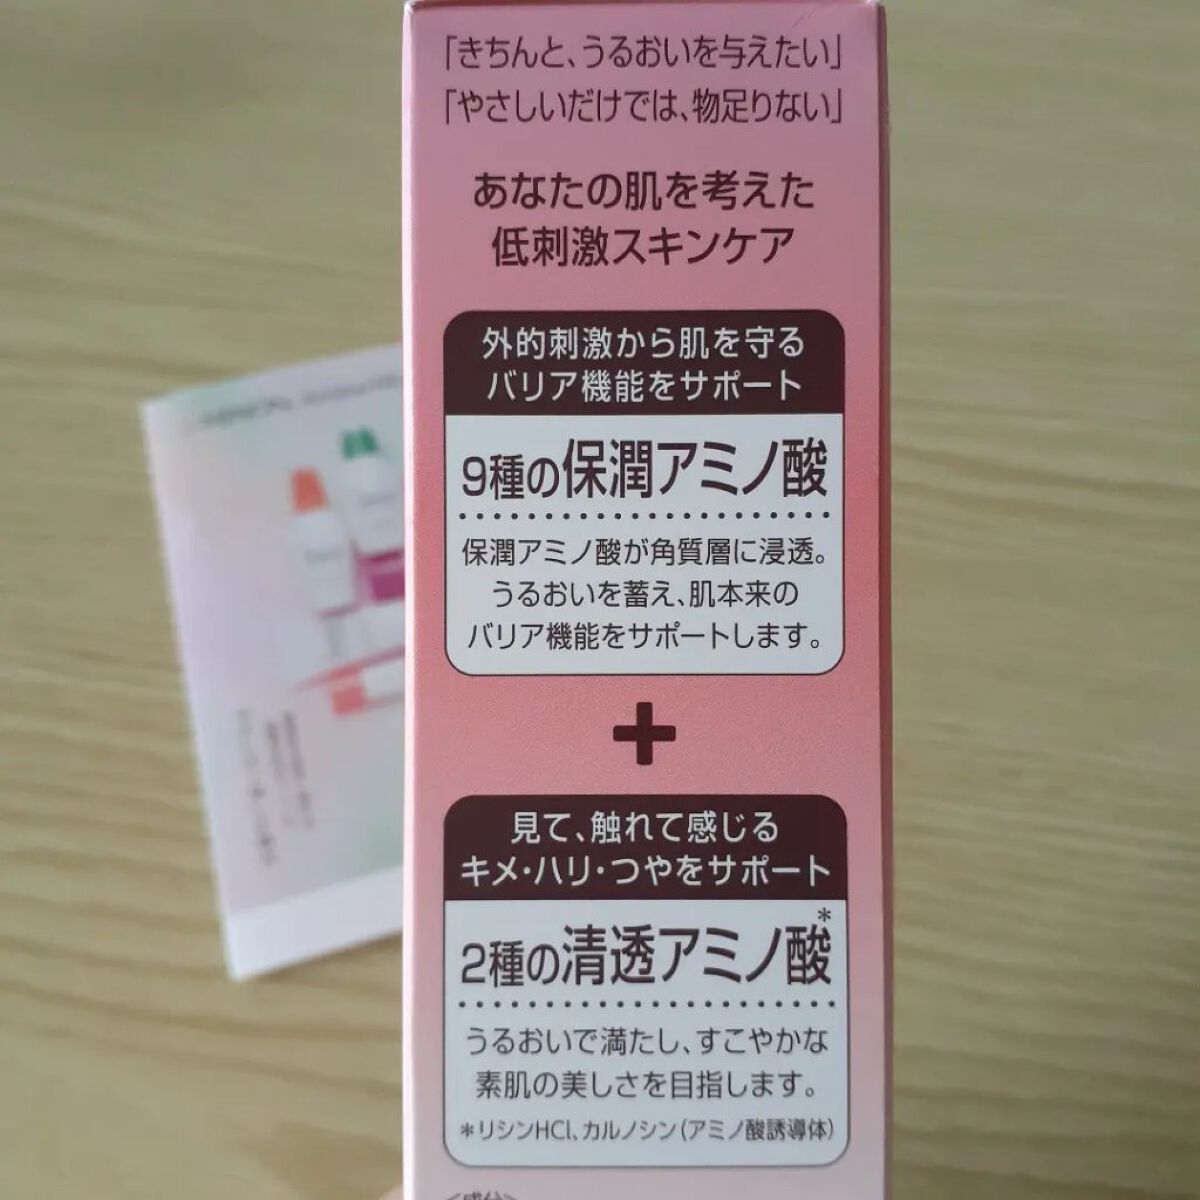 「きちんと、うるおいを与えたい」
「やさしいだけでは、物足りない」
あなたの肌を考えた
低刺激スキンケア
外的刺激から肌を守る
バリア機能をサポート
9種の保潤アミノ酸
保潤アミノ酸が角質層に浸透。
うるおいを蓄え、肌本来の
バリア機能をサポートします。
+
見て、触れて感じる
キメ・ハリ・つやをサポート
2種の清透アミノ酸*
うるおいで満たし、すこやかな
素肌の美しさを目指します。
*リシンHCl、カルノシン(アミノ酸誘導体)